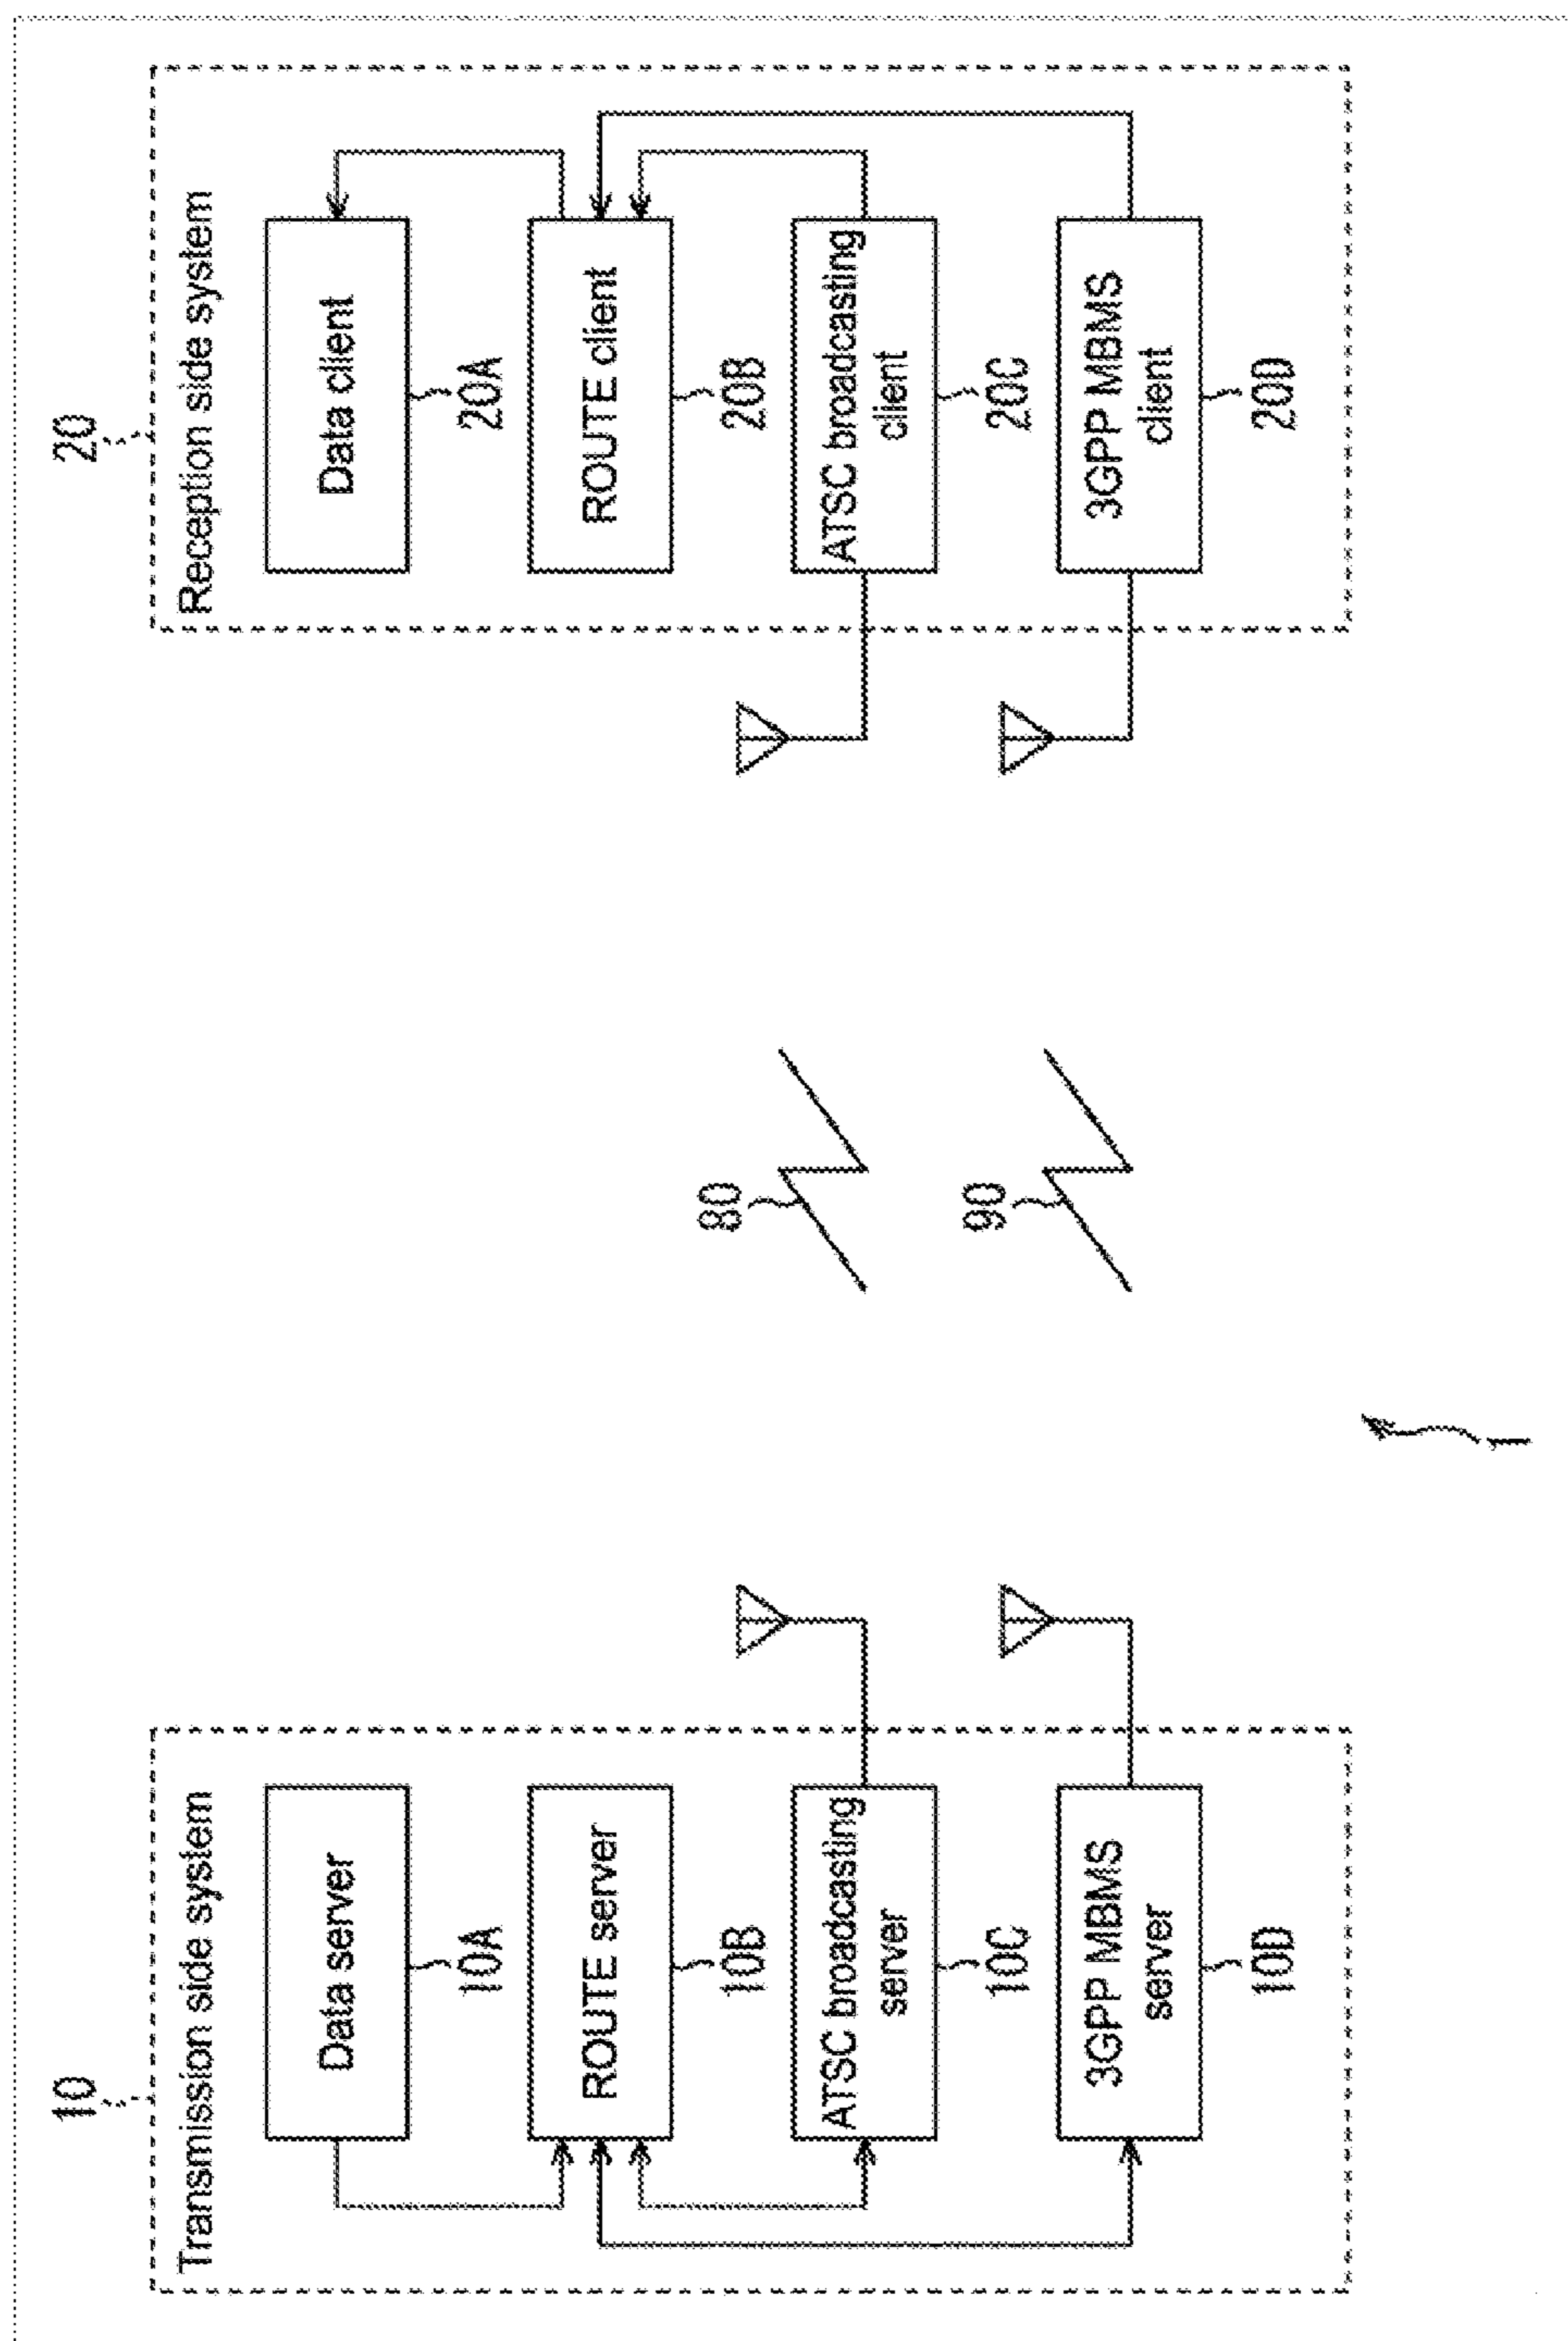 10
Transmission side system
Data server
10A
ROUTE server
10B
ATSC broadcasting
server
10C
3GPP MBMS
server
10D
80
90
20
Reception side system
Data client
20A
ROUTE client
20B
ATSC broadcasting
client
20C
3GPP MBMS
client
20D
1